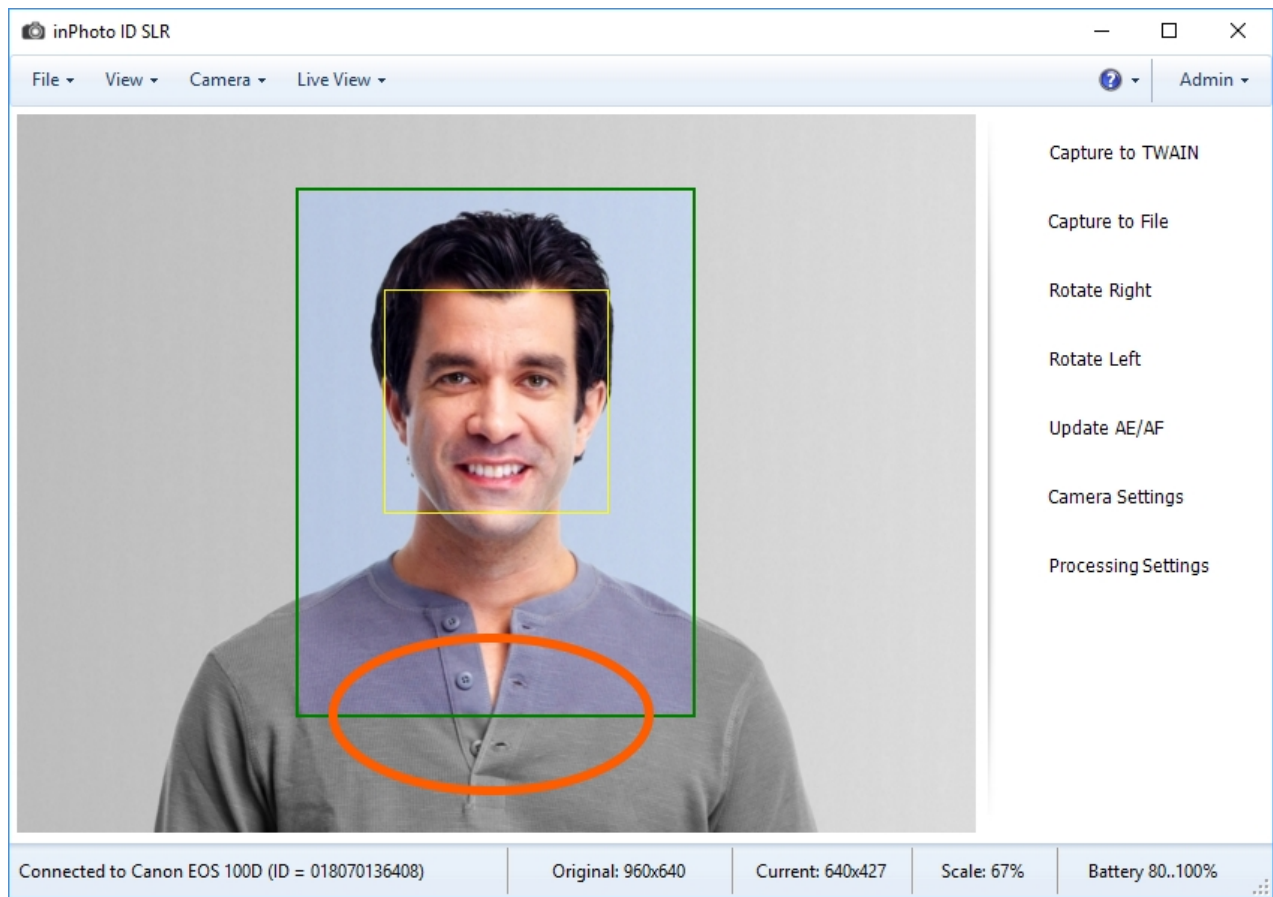 inPhoto ID SLR
File View Camera Live View ? Admin
Capture to TWAIN
Capture to File
Rotate Right
Rotate Left
Update AE/AF
Camera Settings
Processing Settings
Connected to Canon EOS 100D (ID = 018070136408) Original: 960x640 Current: 640x427 Scale: 67% Battery 80..100%